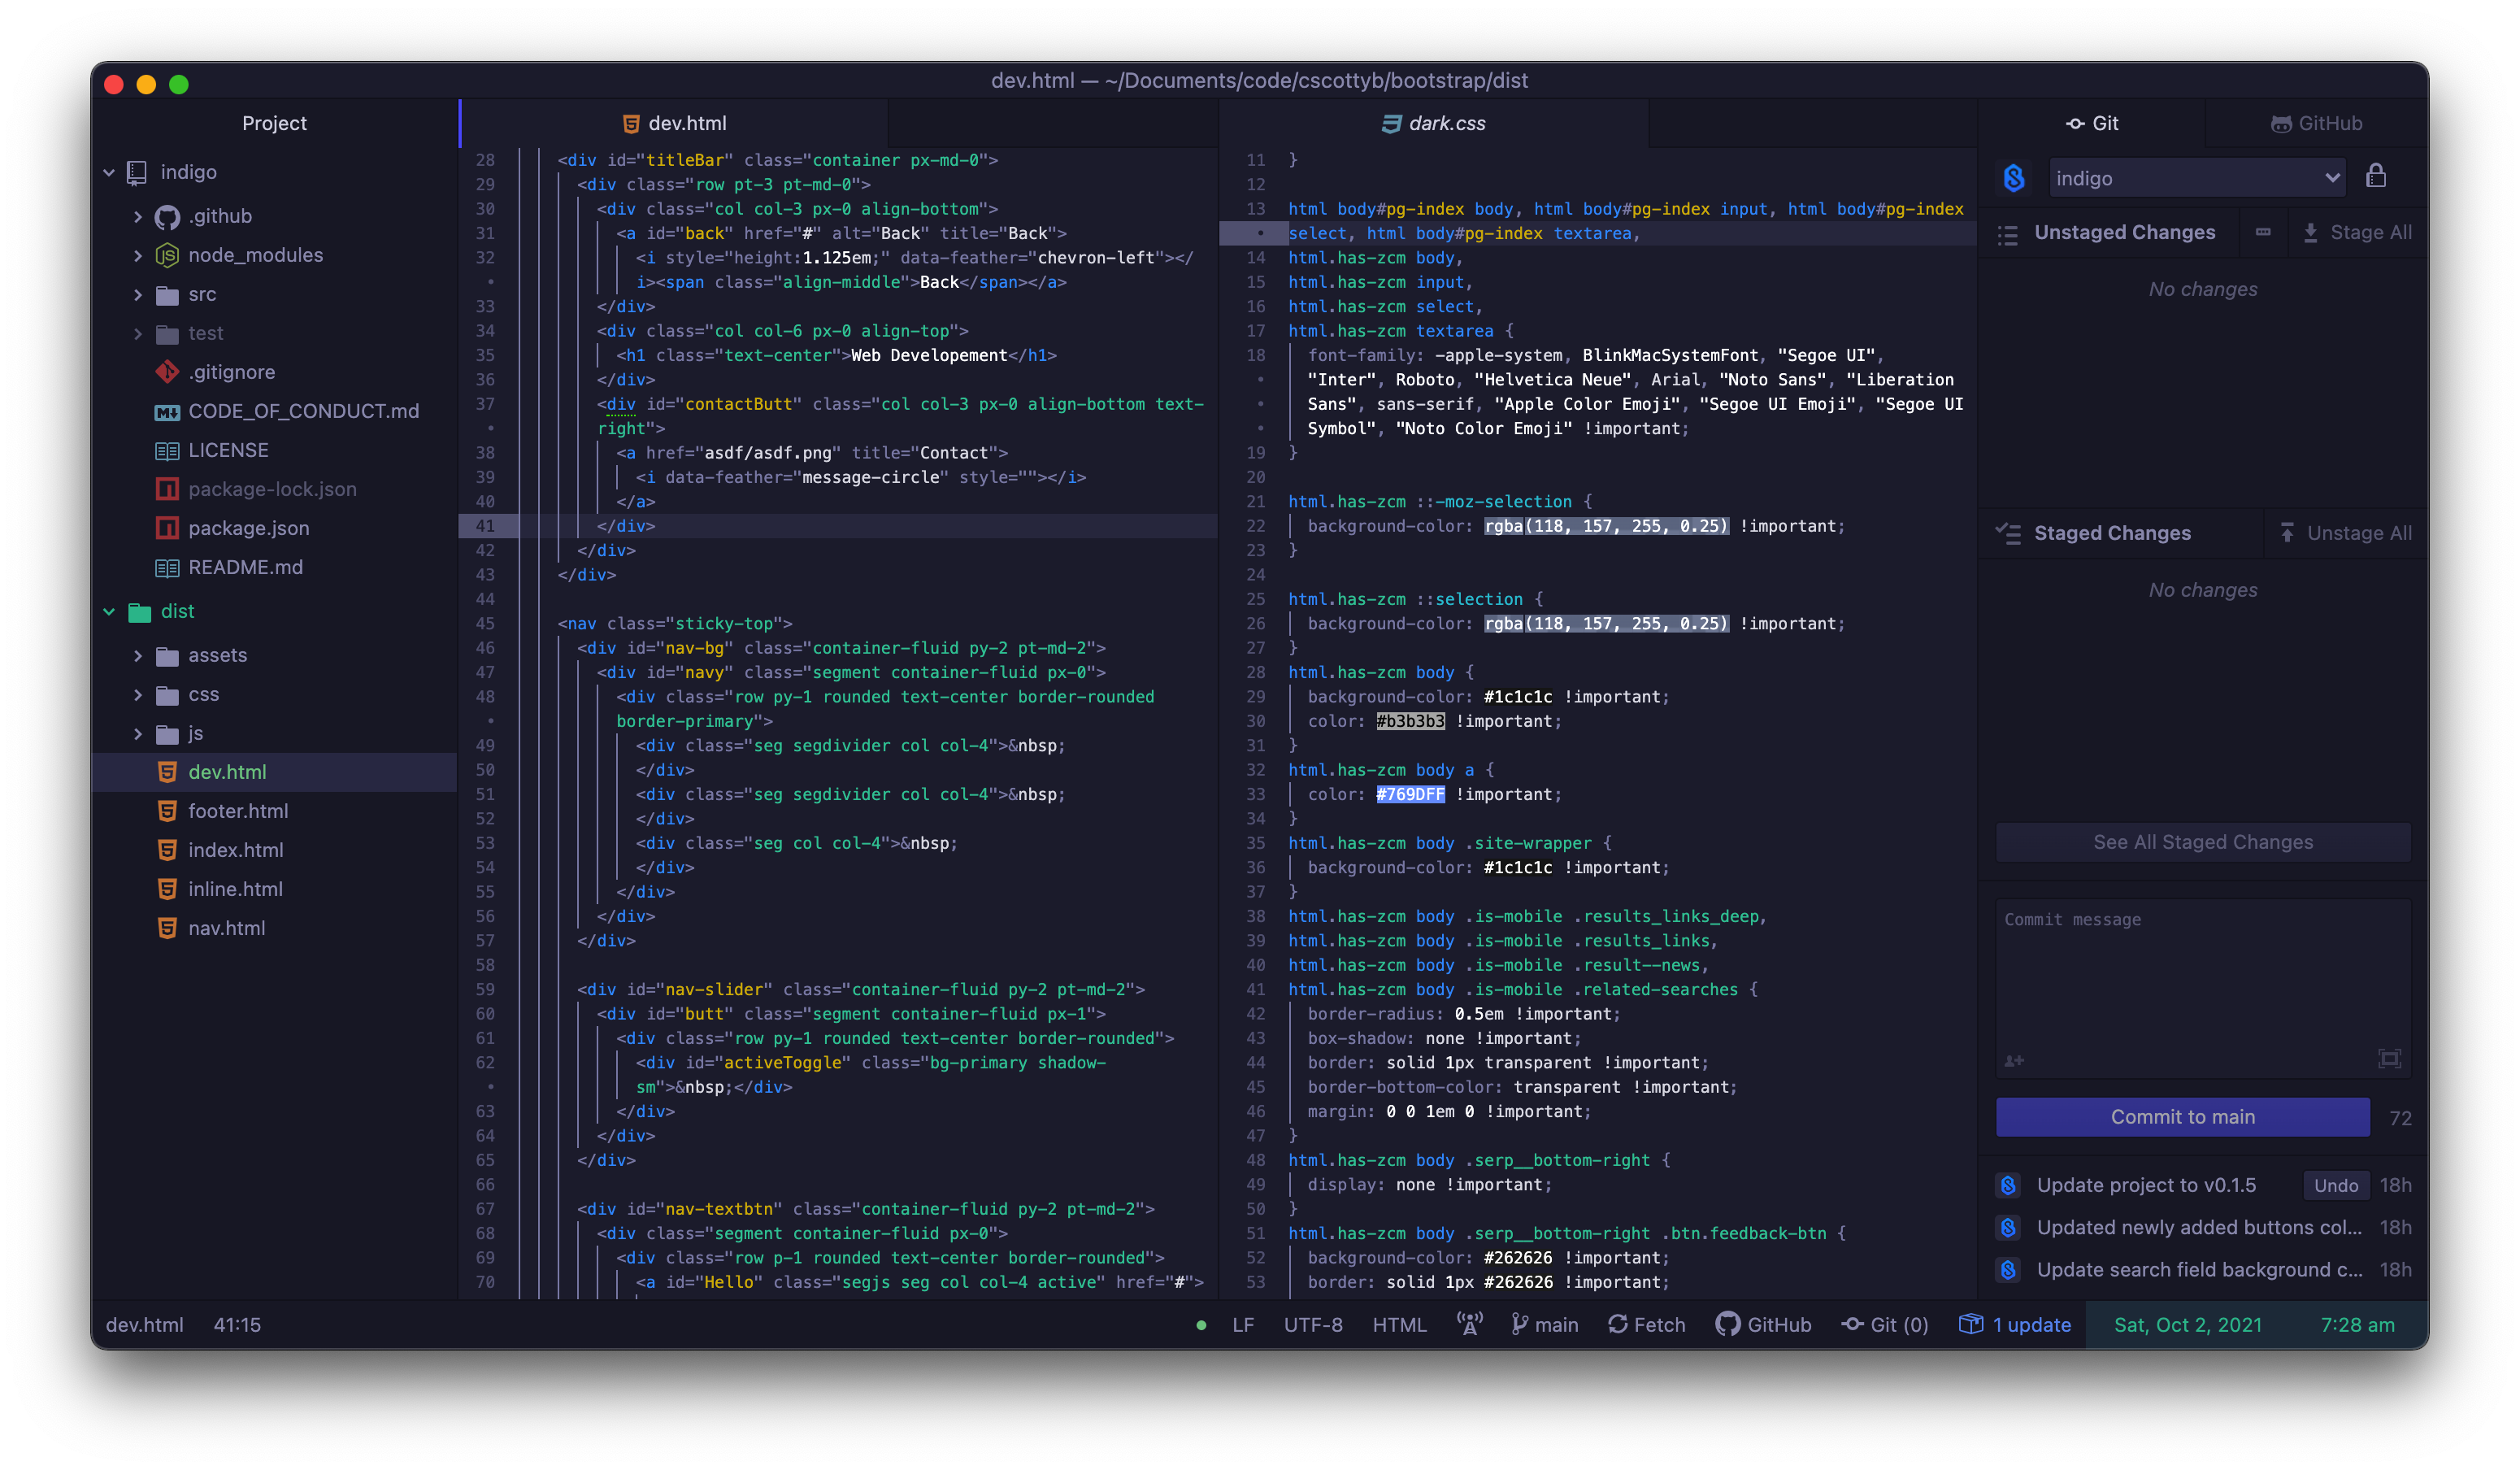 dev.html — ~/Documents/code/cscottyb/bootstrap/dist
Project
indigo
.github
node_modules
src
test
.gitignore
CODE_OF_CONDUCT.md
LICENSE
package-lock.json
package.json
README.md
dist
assets
css
js
dev.html
footer.html
index.html
inline.html
nav.html
dev.html
28 <div id="titleBar" class="container px-md-0">
29 <div class="row pt-3 pt-md-0">
30 <div class="col col-3 px-0 align-bottom">
31 <a id="back" href="#" alt="Back" title="Back">
32 <i style="height:1.125em;" data-feather="chevron-left"></
• i><span class="align-middle">Back</span></a>
33 </div>
34 <div class="col col-6 px-0 align-top">
35 <h1 class="text-center">Web Developement</h1>
36 </div>
37 <div id="contactButt" class="col col-3 px-0 align-bottom text-
• right">
38 <a href="asdf/asdf.png" title="Contact">
39 <i data-feather="message-circle" style=""></i>
40 </a>
41 </div>
42 </div>
43 </div>
44
45 <nav class="sticky-top">
46 <div id="nav-bg" class="container-fluid py-2 pt-md-2">
47 <div id="navy" class="segment container-fluid px-0">
48 <div class="row py-1 rounded text-center border-rounded
• border-primary">
49 <div class="seg segdivider col col-4">&nbsp;
50 </div>
51 <div class="seg segdivider col col-4">&nbsp;
52 </div>
53 <div class="seg col col-4">&nbsp;
54 </div>
55 </div>
56 </div>
57 </div>
58
59 <div id="nav-slider" class="container-fluid py-2 pt-md-2">
60 <div id="butt" class="segment container-fluid px-1">
61 <div class="row py-1 rounded text-center border-rounded">
62 <div id="activeToggle" class="bg-primary shadow-
• sm">&nbsp;</div>
63 </div>
64 </div>
65 </div>
66
67 <div id="nav-textbtn" class="container-fluid py-2 pt-md-2">
68 <div class="segment container-fluid px-0">
69 <div class="row p-1 rounded text-center border-rounded">
70 <a id="Hello" class="segjs seg col col-4 active" href="#">
dark.css
11 }
12
13 html body#pg-index body, html body#pg-index input, html body#pg-index
• select, html body#pg-index textarea,
14 html.has-zcm body,
15 html.has-zcm input,
16 html.has-zcm select,
17 html.has-zcm textarea {
18 font-family: -apple-system, BlinkMacSystemFont, "Segoe UI",
• "Inter", Roboto, "Helvetica Neue", Arial, "Noto Sans", "Liberation
• Sans", sans-serif, "Apple Color Emoji", "Segoe UI Emoji", "Segoe UI
• Symbol", "Noto Color Emoji" !important;
19 }
20
21 html.has-zcm ::-moz-selection {
22 background-color: rgba(118, 157, 255, 0.25) !important;
23 }
24
25 html.has-zcm ::selection {
26 background-color: rgba(118, 157, 255, 0.25) !important;
27 }
28 html.has-zcm body {
29 background-color: #1c1c1c !important;
30 color: #b3b3b3 !important;
31 }
32 html.has-zcm body a {
33 color: #769DFF !important;
34 }
35 html.has-zcm body .site-wrapper {
36 background-color: #1c1c1c !important;
37 }
38 html.has-zcm body .is-mobile .results_links_deep,
39 html.has-zcm body .is-mobile .results_links,
40 html.has-zcm body .is-mobile .result--news,
41 html.has-zcm body .is-mobile .related-searches {
42 border-radius: 0.5em !important;
43 box-shadow: none !important;
44 border: solid 1px transparent !important;
45 border-bottom-color: transparent !important;
46 margin: 0 0 1em 0 !important;
47 }
48 html.has-zcm body .serp__bottom-right {
49 display: none !important;
50 }
51 html.has-zcm body .serp__bottom-right .btn.feedback-btn {
52 background-color: #262626 !important;
53 border: solid 1px #262626 !important;
Git
GitHub
indigo
Unstaged Changes
Stage All
No changes
Staged Changes
Unstage All
No changes
See All Staged Changes
Commit message
Commit to main
72
Update project to v0.1.5 Undo 18h
Updated newly added buttons col... 18h
Update search field background c... 18h
dev.html 41:15 LF UTF-8 HTML main Fetch GitHub Git (0) 1 update Sat, Oct 2, 2021 7:28 am